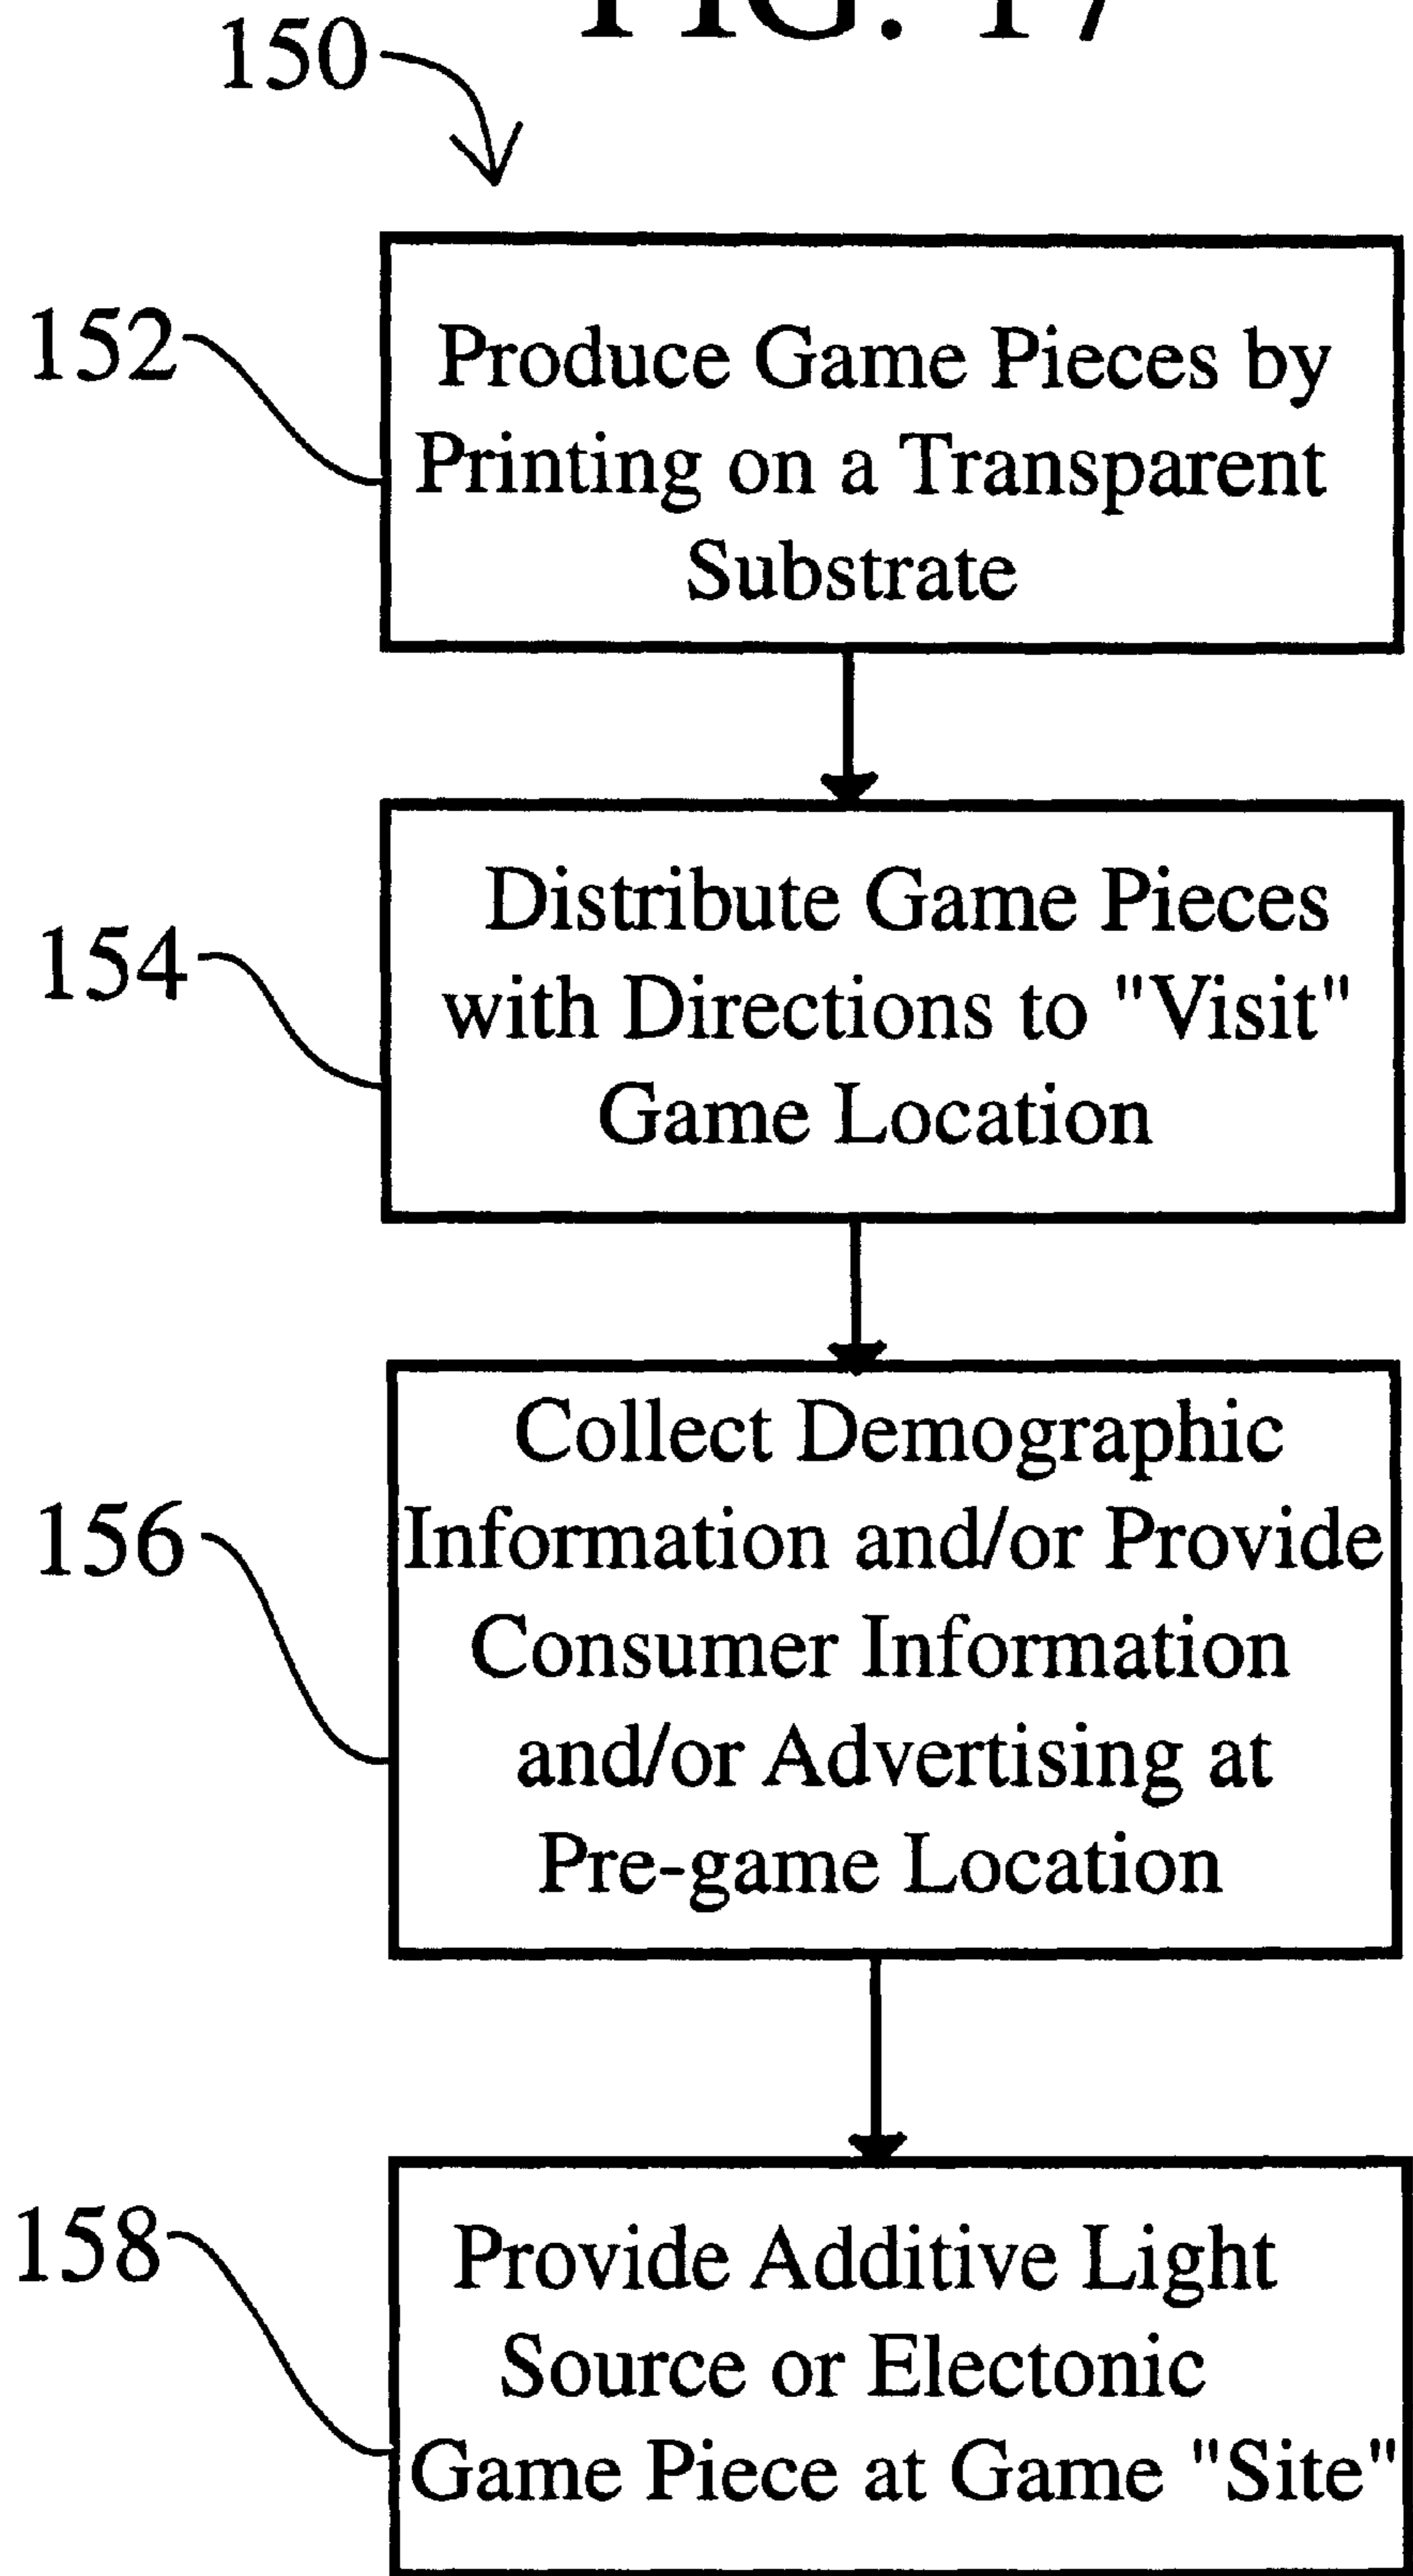 FIG. 17
150
152
Produce Game Pieces by
Printing on a Transparent
Substrate
154
Distribute Game Pieces
with Directions to "Visit"
Game Location
156
Collect Demographic
Information and/or Provide
Consumer Information
and/or Advertising at
Pre-game Location
158
Provide Additive Light
Source or Electonic
Game Piece at Game "Site"